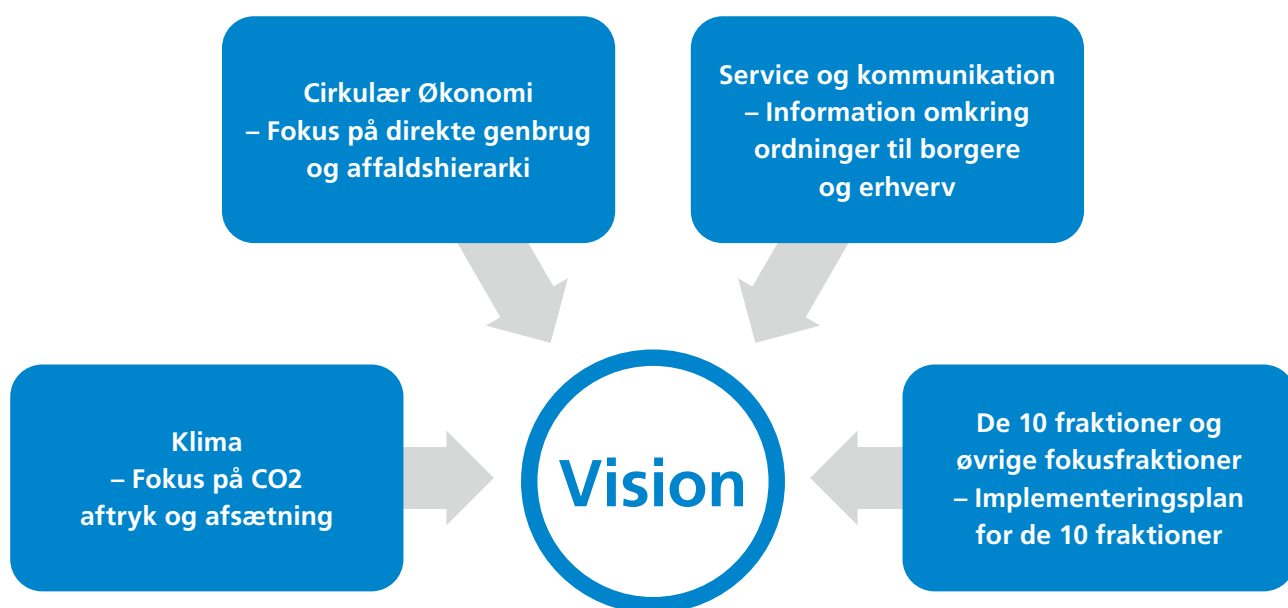 Cirkulær Økonomi
– Fokus på direkte genbrug
og affaldshierarki
Service og kommunikation
– Information omkring
ordninger til borgere
og erhverv
Klima
– Fokus på CO2
aftryk og afsætning
Vision
De 10 fraktioner og
øvrige fokusfraktioner
– Implementeringsplan
for de 10 fraktioner